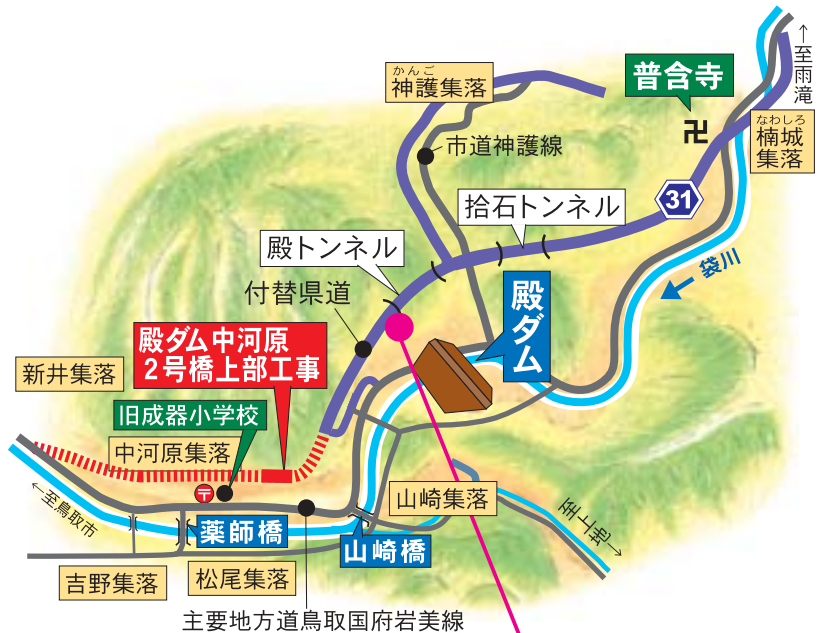 ←至雨滝
かんご
神護集落
普含寺
卍
なわしろ
楠城
集落
市道神護線
31
拾石トンネル
殿トンネル
袋川
付替県道
殿ダム
殿ダム中河原
2号橋上部工事
新井集落
旧成器小学校
中河原集落
〒
山崎集落
←至鳥取市
至上地→
薬師橋
山崎橋
吉野集落
松尾集落
主要地方道鳥取国府岩美線